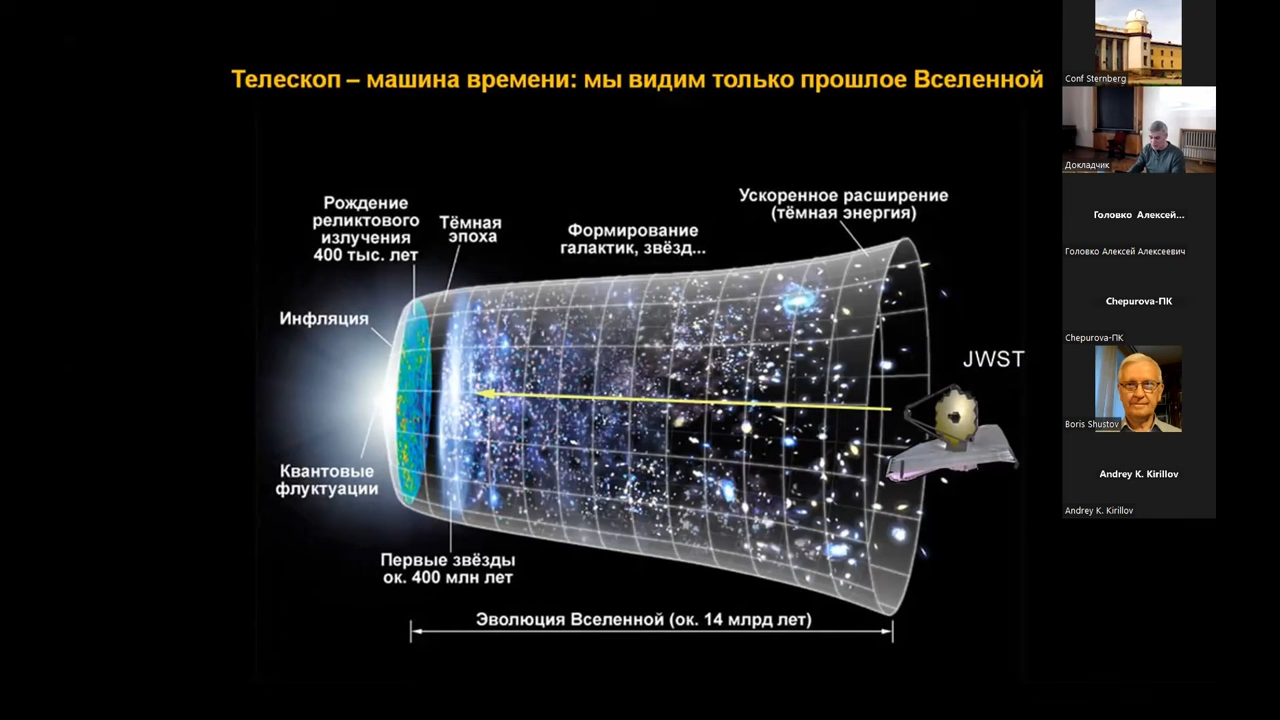 Телескоп – машина времени: мы видим только прошлое Вселенной
Рождение
реликтового
излучения
400 тыс. лет
Тёмная
эпоха
Формирование
галактик, звёзд...
Ускоренное расширение
(тёмная энергия)
Инфляция
JWST
Квантовые
флуктуации
Первые звёзды
ок. 400 млн лет
Эволюция Вселенной (ок. 14 млрд лет)
Conf Sternberg
Докладчик
Головко Алексей...
Головко Алексей Алексеевич
Chepurova-ПК
Chepurova-ПК
Boris Shustov
Andrey K. Kirillov
Andrey K. Kirillov